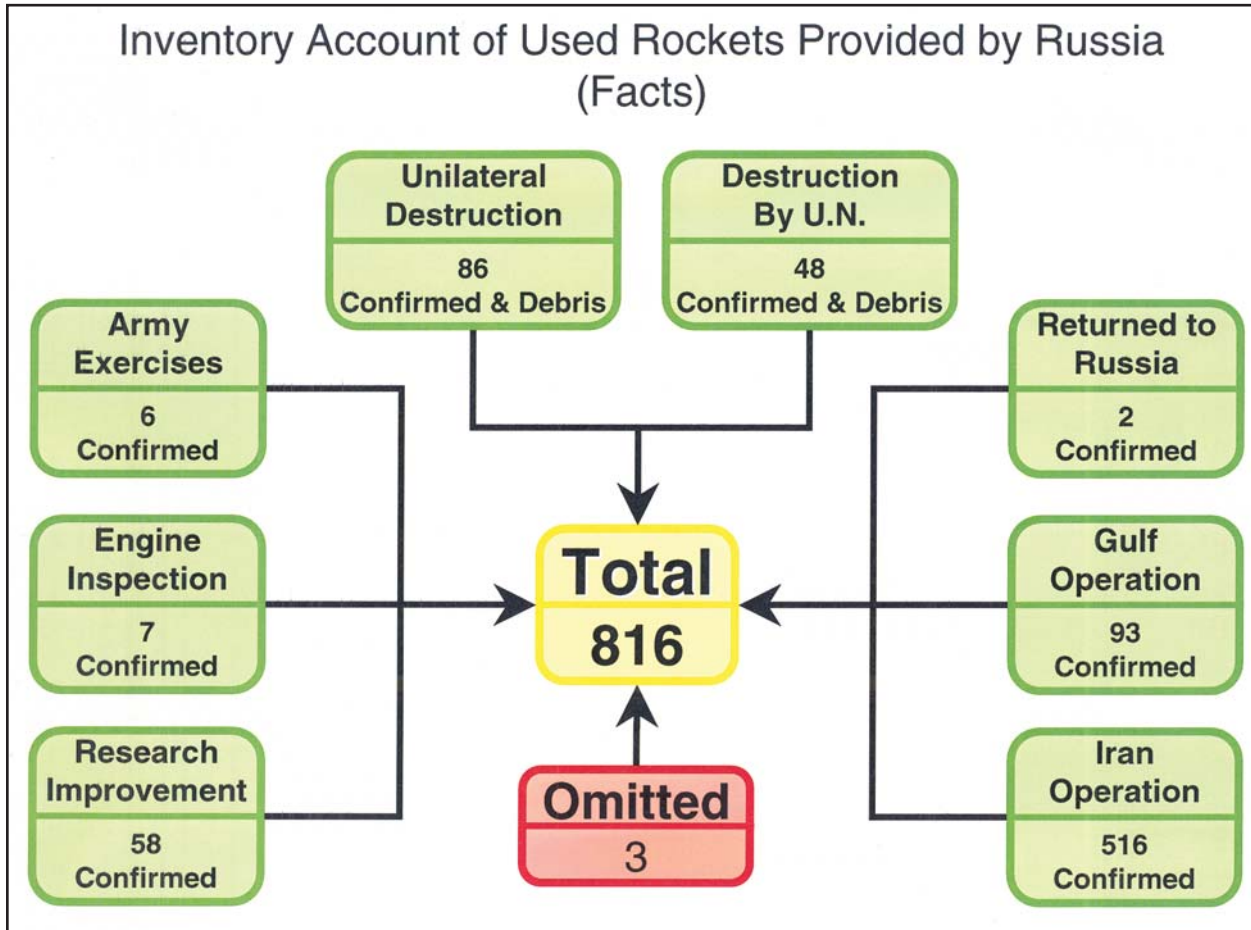 Inventory Account of Used Rockets Provided by Russia
(Facts)
Unilateral
Destruction
86
Confirmed & Debris
Destruction
By U.N.
48
Confirmed & Debris
Army
Exercises
6
Confirmed
Returned to
Russia
2
Confirmed
Engine
Inspection
7
Confirmed
Total
816
Gulf
Operation
93
Confirmed
Research
Improvement
58
Confirmed
Omitted
3
Iran
Operation
516
Confirmed